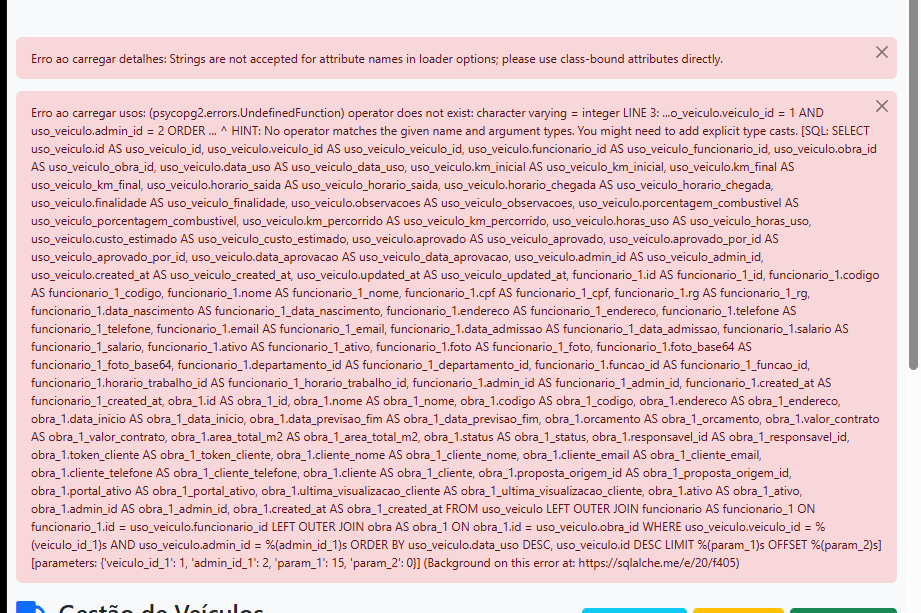 Erro ao carregar detalhes: Strings are not accepted for attribute names in loader options; please use class-bound attributes directly.
Erro ao carregar usos: (psycopg2.errors.UndefinedFunction) operator does not exist: character varying = integer LINE 3: ...o_veiculo.veiculo_id = 1 AND
uso_veiculo.admin_id = 2 ORDER ... ^ HINT: No operator matches the given name and argument types. You might need to add explicit type casts. [SQL: SELECT
uso_veiculo.id AS uso_veiculo_id, uso_veiculo.veiculo_id AS uso_veiculo_veiculo_id, uso_veiculo.funcionario_id AS uso_veiculo_funcionario_id, uso_veiculo.obra_id
AS uso_veiculo_obra_id, uso_veiculo.data_uso AS uso_veiculo_data_uso, uso_veiculo.km_inicial AS uso_veiculo_km_inicial, uso_veiculo.km_final AS
uso_veiculo_km_final, uso_veiculo.horario_saida AS uso_veiculo_horario_saida, uso_veiculo.horario_chegada AS uso_veiculo_horario_chegada,
uso_veiculo.finalidade AS uso_veiculo_finalidade, uso_veiculo.observacoes AS uso_veiculo_observacoes, uso_veiculo.porcentagem_combustivel AS
uso_veiculo_porcentagem_combustivel, uso_veiculo.km_percorrido AS uso_veiculo_km_percorrido, uso_veiculo.horas_uso AS uso_veiculo_horas_uso,
uso_veiculo.custo_estimado AS uso_veiculo_custo_estimado, uso_veiculo.aprovado AS uso_veiculo_aprovado, uso_veiculo.aprovado_por_id AS
uso_veiculo_aprovado_por_id, uso_veiculo.data_aprovacao AS uso_veiculo_data_aprovacao, uso_veiculo.admin_id AS uso_veiculo_admin_id,
uso_veiculo.created_at AS uso_veiculo_created_at, uso_veiculo.updated_at AS uso_veiculo_updated_at, funcionario_1.id AS funcionario_1_id, funcionario_1.codigo
AS funcionario_1_codigo, funcionario_1.nome AS funcionario_1_nome, funcionario_1.cpf AS funcionario_1_cpf, funcionario_1.rg AS funcionario_1_rg,
funcionario_1.data_nascimento AS funcionario_1_data_nascimento, funcionario_1.endereco AS funcionario_1_endereco, funcionario_1.telefone AS
funcionario_1_telefone, funcionario_1.email AS funcionario_1_email, funcionario_1.data_admissao AS funcionario_1_data_admissao, funcionario_1.salario AS
funcionario_1_salario, funcionario_1.ativo AS funcionario_1_ativo, funcionario_1.foto AS funcionario_1_foto, funcionario_1.foto_base64 AS
funcionario_1_foto_base64, funcionario_1.departamento_id AS funcionario_1_departamento_id, funcionario_1.funcao_id AS funcionario_1_funcao_id,
funcionario_1.horario_trabalho_id AS funcionario_1_horario_trabalho_id, funcionario_1.admin_id AS funcionario_1_admin_id, funcionario_1.created_at AS
funcionario_1_created_at, obra_1.id AS obra_1_id, obra_1.nome AS obra_1_nome, obra_1.codigo AS obra_1_codigo, obra_1.endereco AS obra_1_endereco,
obra_1.data_inicio AS obra_1_data_inicio, obra_1.data_previsao_fim AS obra_1_data_previsao_fim, obra_1.orcamento AS obra_1_orcamento, obra_1.valor_contrato
AS obra_1_valor_contrato, obra_1.area_total_m2 AS obra_1_area_total_m2, obra_1.status AS obra_1_status, obra_1.responsavel_id AS obra_1_responsavel_id,
obra_1.token_cliente AS obra_1_token_cliente, obra_1.cliente_nome AS obra_1_cliente_nome, obra_1.cliente_email AS obra_1_cliente_email,
obra_1.cliente_telefone AS obra_1_cliente_telefone, obra_1.cliente AS obra_1_cliente, obra_1.proposta_origem_id AS obra_1_proposta_origem_id,
obra_1.portal_ativo AS obra_1_portal_ativo, obra_1.ultima_visualizacao_cliente AS obra_1_ultima_visualizacao_cliente, obra_1.ativo AS obra_1_ativo,
obra_1.admin_id AS obra_1_admin_id, obra_1.created_at AS obra_1_created_at FROM uso_veiculo LEFT OUTER JOIN funcionario AS funcionario_1 ON
funcionario_1.id = uso_veiculo.funcionario_id LEFT OUTER JOIN obra AS obra_1 ON obra_1.id = uso_veiculo.obra_id WHERE uso_veiculo.veiculo_id = %
(veiculo_id_1)s AND uso_veiculo.admin_id = %(admin_id_1)s ORDER BY uso_veiculo.data_uso DESC, uso_veiculo.id DESC LIMIT %(param_1)s OFFSET %(param_2)s]
[parameters: {'veiculo_id_1': 1, 'admin_id_1': 2, 'param_1': 15, 'param_2': 0}] (Background on this error at: https://sqlalche.me/e/20/f405)
Gestão de Veículos